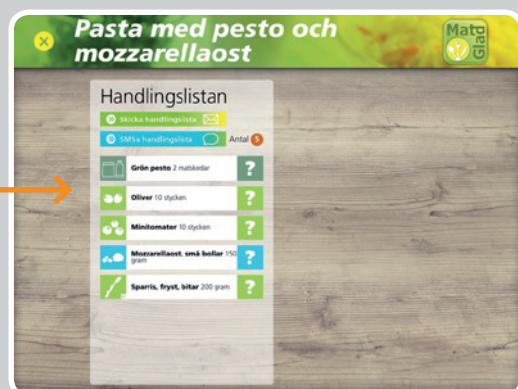 Pasta med pesto och
mozzarellaost
Matd
Glad
Handlingslistan
Skicka handlingslista
SMSa handlingslista Antal 5
Grön pesto 2 matskedar ?
Oliver 10 stycken ?
Minitomater 10 stycken ?
Mozzarellaost, små bollar 150
gram ?
Sparris, fryst, bitar 200 gram ?